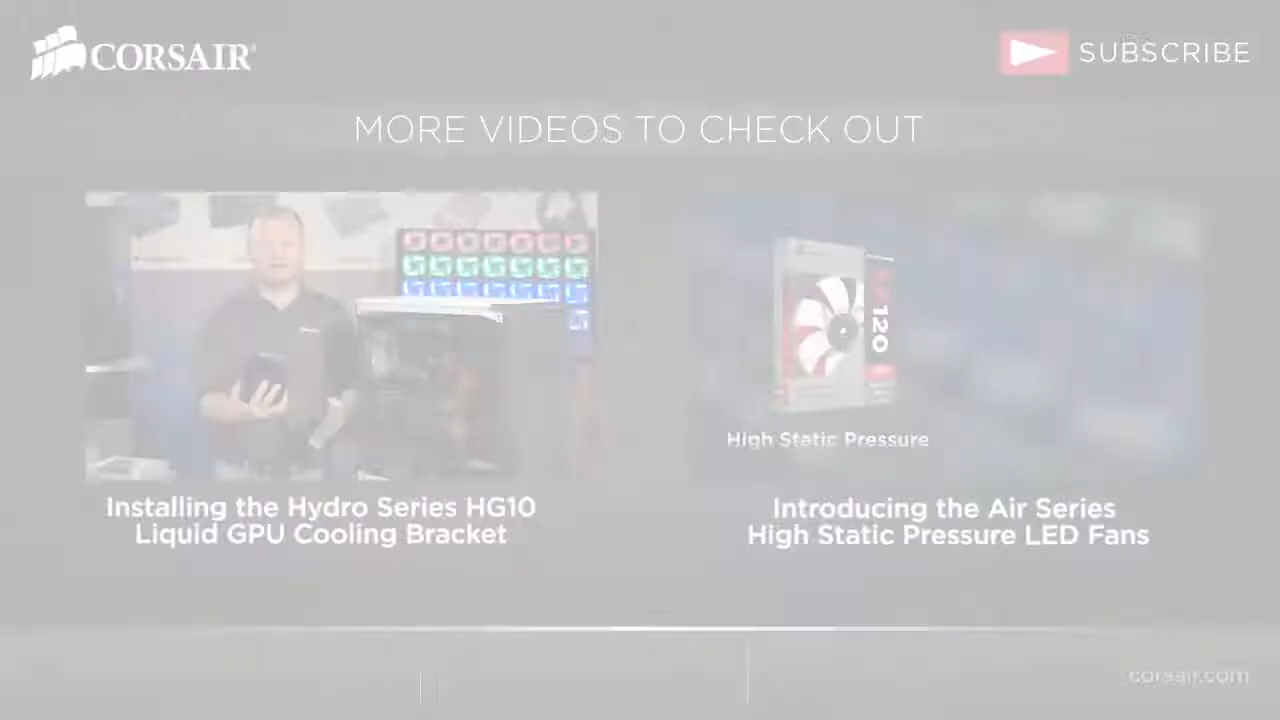 CORSAIR
SUBSCRIBE
MORE VIDEOS TO CHECK OUT
120
High Static Pressure
Installing the Hydro Series HG10
Liquid GPU Cooling Bracket
Introducing the Air Series
High Static Pressure LED Fans
corsair.com